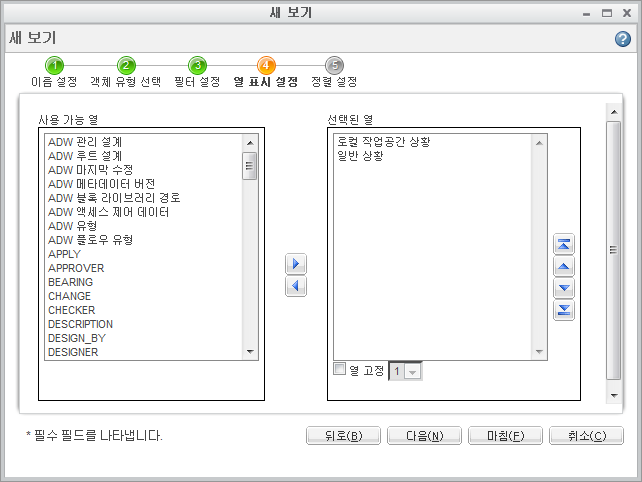 새 보기
새 보기
?
1 2 3 4 5
이름 설정 객체 유형 선택 필터 설정 열 표시 설정 정렬 설정
사용 가능 열
ADW 관리 설계
ADW 루트 설계
ADW 마지막 수정
ADW 메타데이터 버전
ADW 블록 라이브러리 경로
ADW 액세스 제어 데이터
ADW 유형
ADW 플로우 유형
APPLY
APPROVER
BEARING
CHANGE
CHECKER
DESCRIPTION
DESIGN_BY
DESIGNER
선택된 열
로컬 작업공간 상황
일반 상황
열 고정 1
* 필수 필드를 나타냅니다.
뒤로(B) 다음(N) 마침(F) 취소(C)